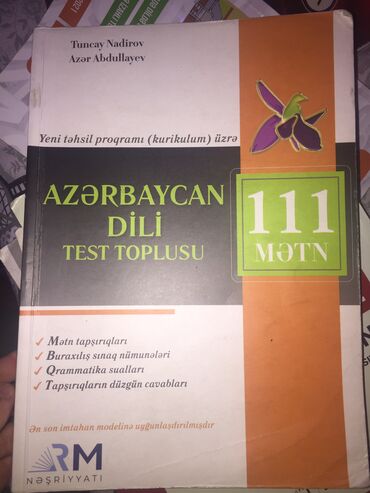 Tuncay Nadirov
Azər Abdullayev
Yeni təhsil proqramı (kurikulum) üzrə
AZƏRBAYCAN
DİLİ
TEST TOPLUSU
111
MƏTN
Mətn tapşırıqları
Buraxılış sınaq nümunələri
Qrammatika sualları
Tapşırıqların düzgün cavabları
Ən son imtahan modelinə uyğunlaşdırılmışdır
RM
NƏŞRİYYATI